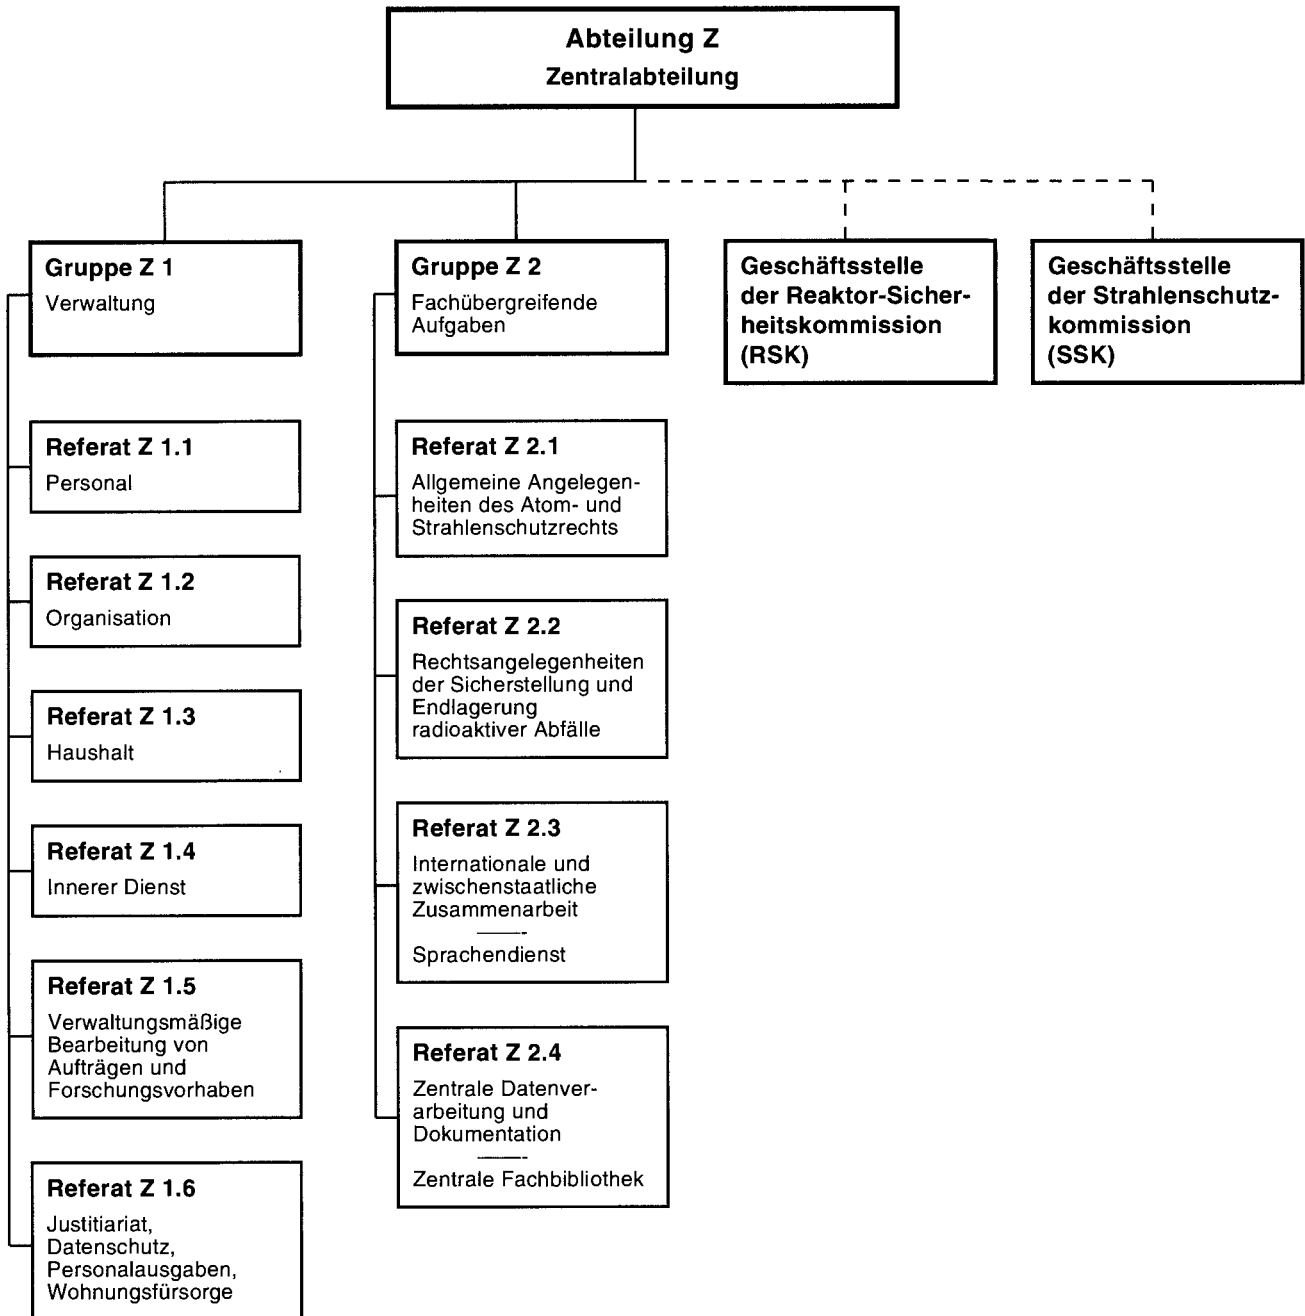 Abteilung Z
Zentralabteilung
Gruppe Z 1
Verwaltung
Referat Z 1.1
Personal
Referat Z 1.2
Organisation
Referat Z 1.3
Haushalt
Referat Z 1.4
Innerer Dienst
Referat Z 1.5
Verwaltungsmäßige
Bearbeitung von
Aufträgen und
Forschungsvorhaben
Referat Z 1.6
Justitiariat,
Datenschutz,
Personalausgaben,
Wohnungsfürsorge
Gruppe Z 2
Fachübergreifende
Aufgaben
Referat Z 2.1
Allgemeine Angelegen-
heiten des Atom- und
Strahlenschutzrechts
Referat Z 2.2
Rechtsangelegenheiten
der Sicherstellung und
Endlagerung
radioaktiver Abfälle
Referat Z 2.3
Internationale und
zwischenstaatliche
Zusammenarbeit
Sprachendienst
Referat Z 2.4
Zentrale Datenver-
arbeitung und
Dokumentation
Zentrale Fachbibliothek
Geschäftsstelle
der Reaktor-Sicher-
heitskommission
(RSK)
Geschäftsstelle
der Strahlenschutz-
kommission
(SSK)